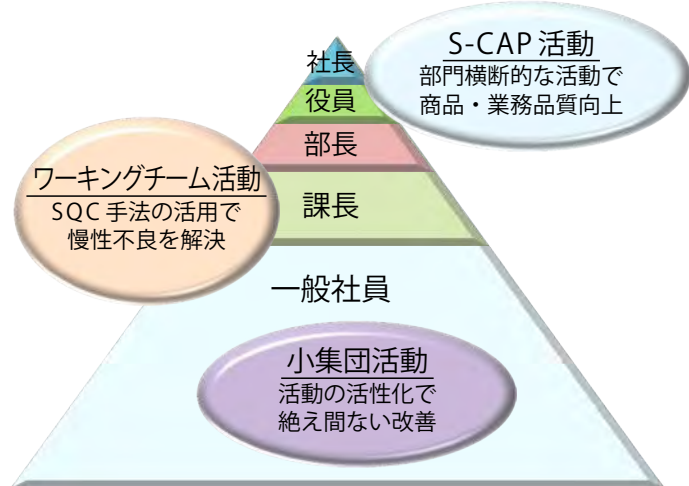 社長
役員
部長
課長
一般社員
S-CAP 活動
部門横断的な活動で
商品・業務品質向上
ワーキングチーム活動
SQC 手法の活用で
慢性不良を解決
小集団活動
活動の活性化で
絶え間ない改善